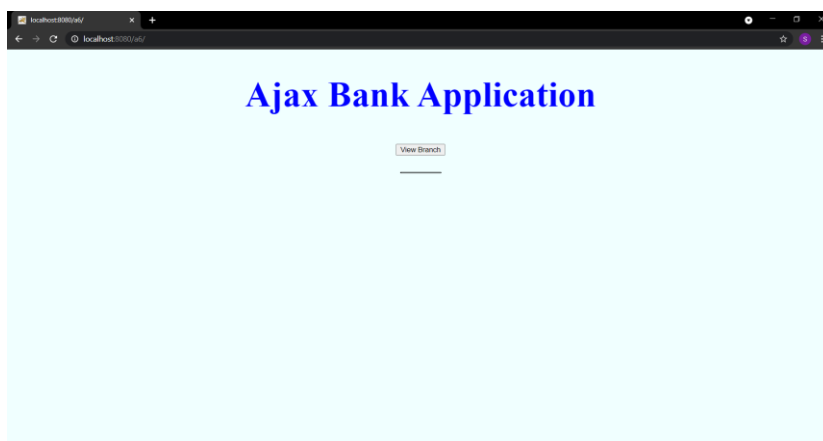 localhost:8080/a6/
localhost:8080/a6/
S
Ajax Bank Application
View Branch